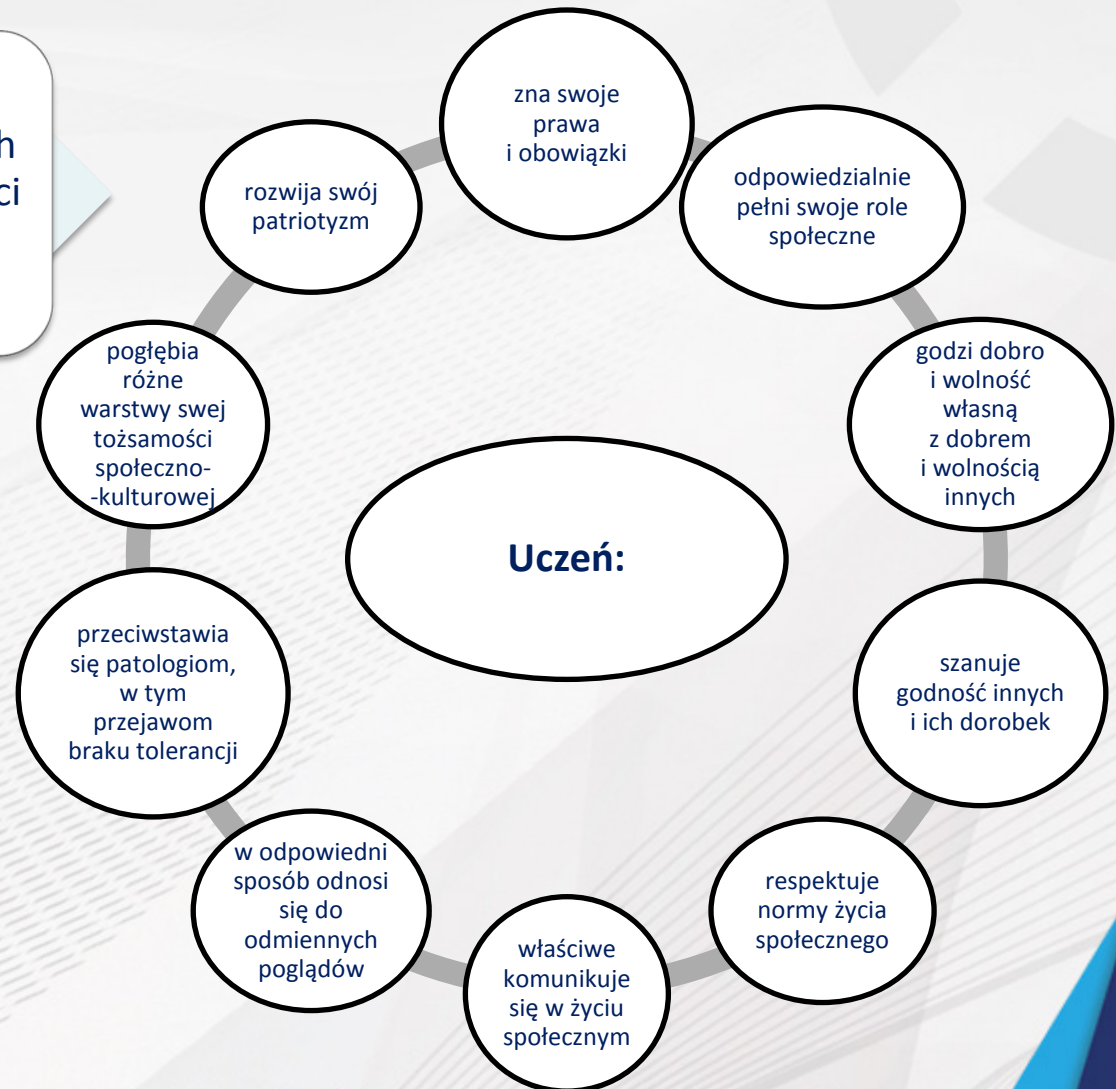 zna swoje
prawa
i obowiązki
odpowiedzialnie
pełni swoje role
społeczne
godzi dobro
i wolność
własną
z dobrem
i wolnością
innych
szanuje
godność innych
i ich dorobek
respektuje
normy życia
społecznego
właściwe
komunikuje
się w życiu
społecznym
w odpowiedni
sposób odnosi
się do
odmiennych
poglądów
przeciwstawia
się patologiom,
w tym
przejawom
braku tolerancji
pogłębia
różne
warstwy swej
tożsamości
społeczno-
-kulturowej
rozwija swój
patriotyzm
Uczeń: